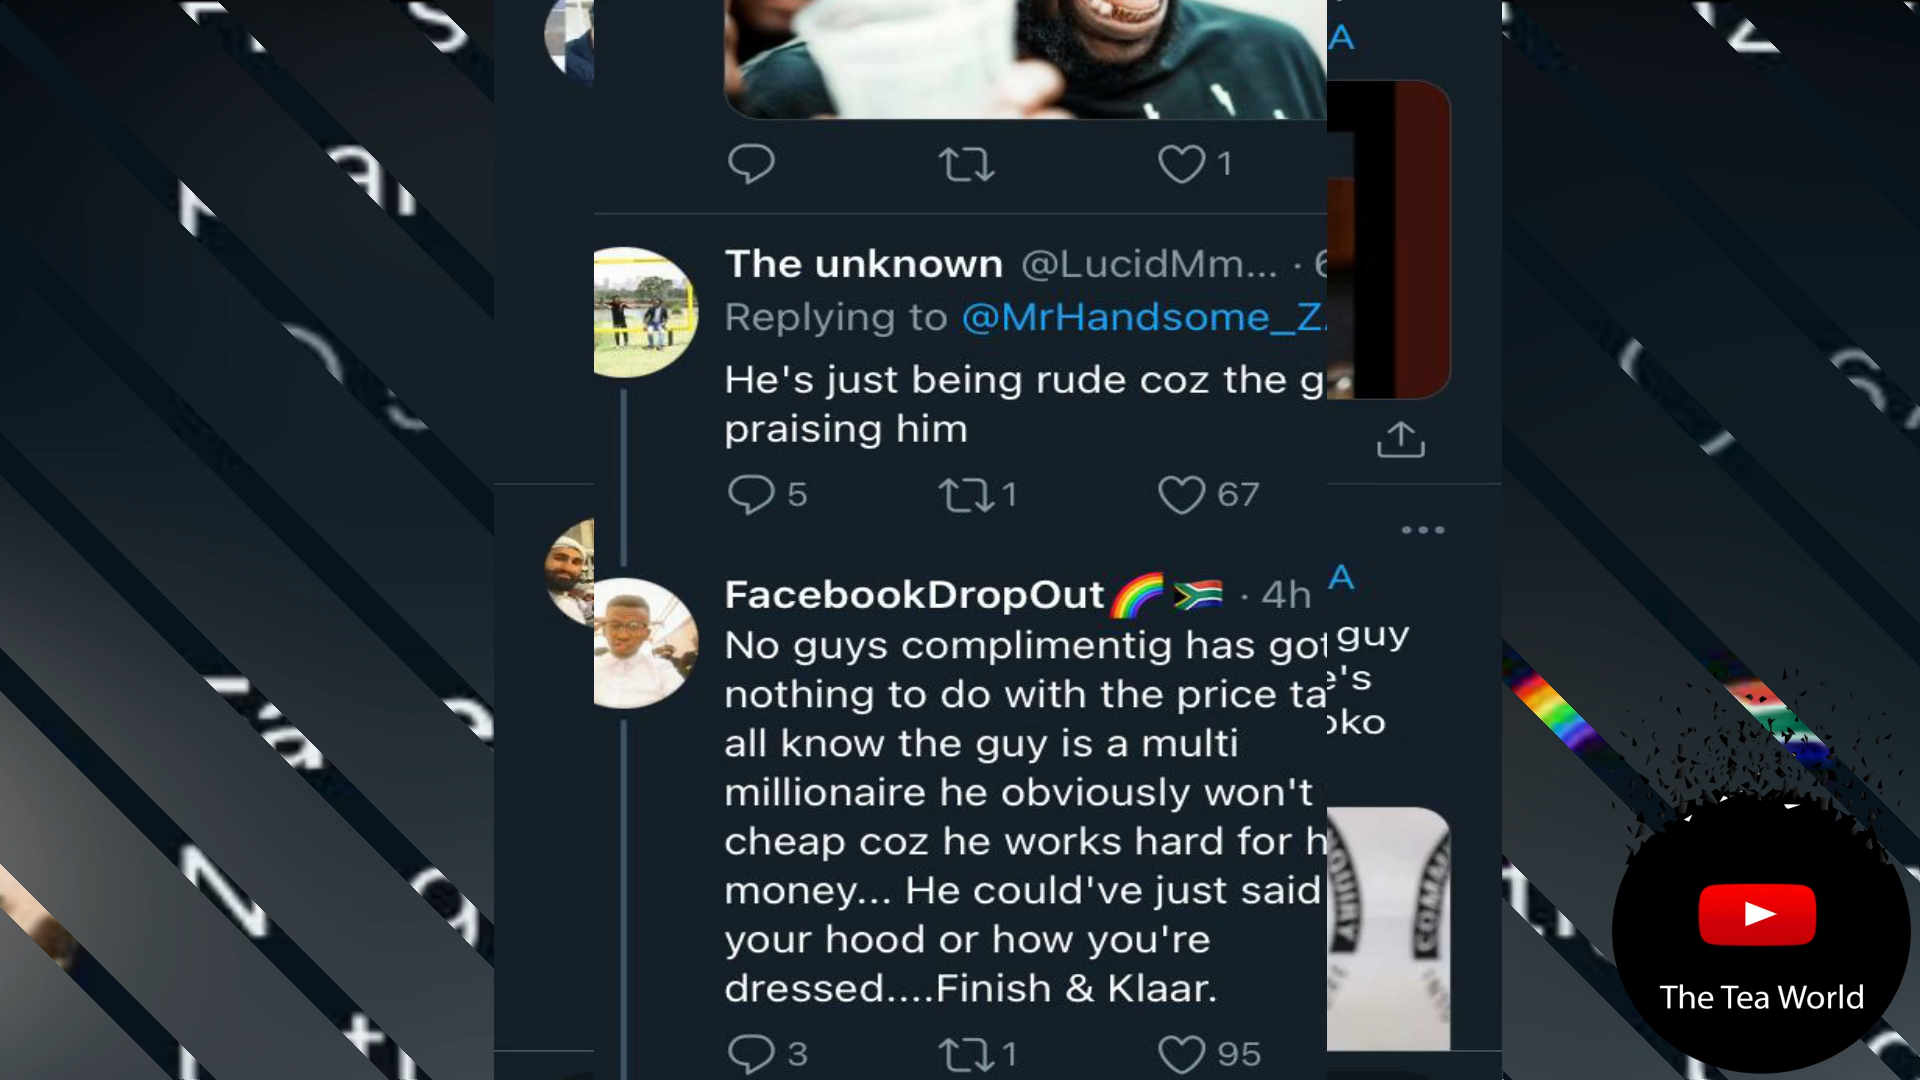 1
The unknown @LucidMm... ·
Replying to @MrHandsome_Z
He's just being rude coz the g
praising him
5 1 67
FacebookDropOut🌈🇿🇦 · 4h
No guys complimentig has got
nothing to do with the price ta
all know the guy is a multi
millionaire he obviously won't
cheap coz he works hard for h
money... He could've just said
your hood or how you're
dressed....Finish & Klaar.
3 1 95
A
A
guy
e's
oko
The Tea World